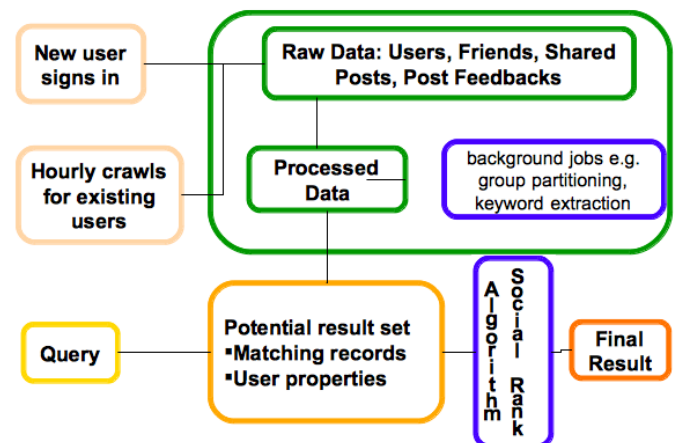 New user
signs in
Raw Data: Users, Friends, Shared
Posts, Post Feedbacks
Hourly crawls
for existing
users
Processed
Data
background jobs e.g.
group partitioning,
keyword extraction
Query
Potential result set
▪Matching records
▪User properties
Social Rank
Algorithm
Final
Result